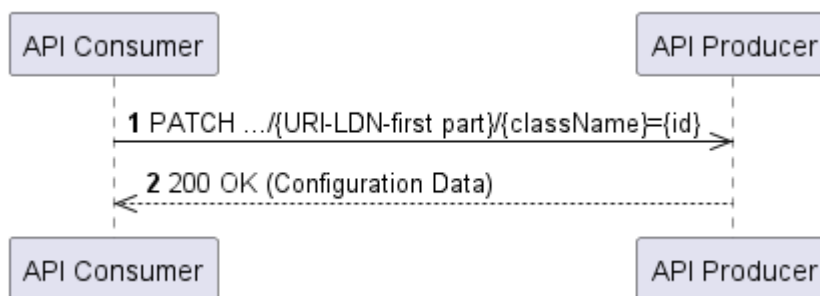 API Consumer
API Producer
1 PATCH .../{URI-LDN-first part}/{className}={id}
2 200 OK (Configuration Data)
API Consumer
API Producer